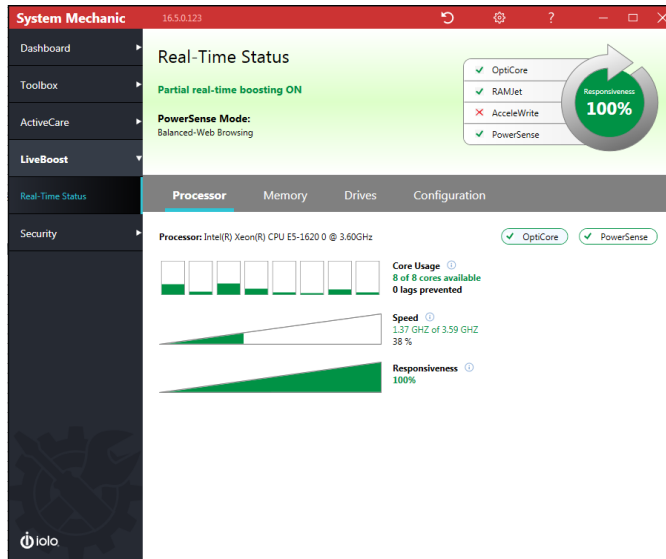 System Mechanic
16.5.0.123
?
Dashboard
Toolbox
ActiveCare
LiveBoost
Real-Time Status
Security
iolo
Real-Time Status
Partial real-time boosting ON
PowerSense Mode:
Balanced-Web Browsing
OptiCore
RAMJet
AcceleWrite
PowerSense
Responsiveness
100%
Processor Memory Drives Configuration
Processor: Intel(R) Xeon(R) CPU E5-1620 0 @ 3.60GHz
OptiCore
PowerSense
Core Usage
8 of 8 cores available
0 lags prevented
Speed
1.37 GHZ of 3.59 GHZ
38 %
Responsiveness
100%